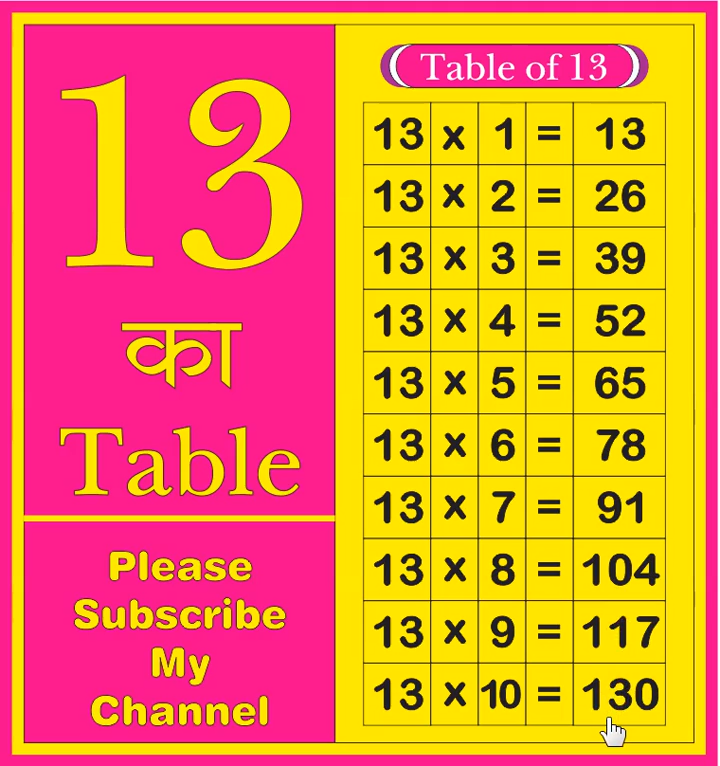 13
का
Table
Please
Subscribe
My
Channel
Table of 13
13 x 1 = 13
13 x 2 = 26
13 x 3 = 39
13 x 4 = 52
13 x 5 = 65
13 x 6 = 78
13 x 7 = 91
13 x 8 = 104
13 x 9 = 117
13 x 10 = 130